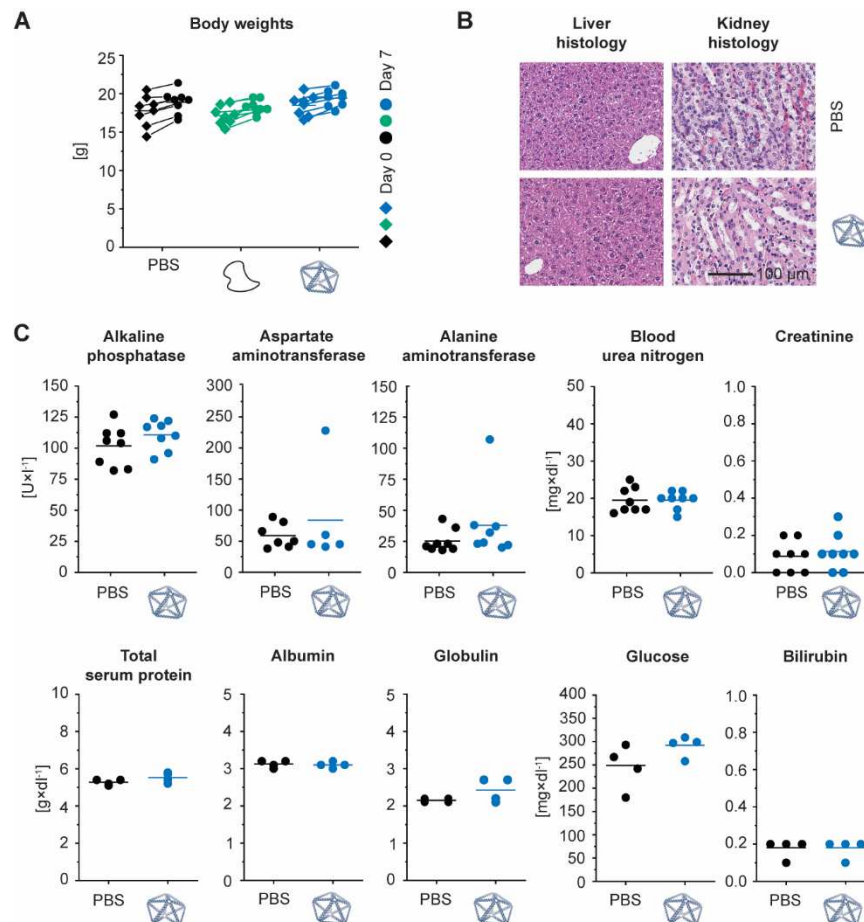 A
Body weights
25
20
15
10
5
0
[g]
PBS
Day 0 Day 7
B
Liver
histology
Kidney
histology
PBS
100 µm
C
Alkaline
phosphatase
150
125
100
75
50
25
0
[U×l⁻¹]
PBS
Aspartate
aminotransferase
300
250
200
150
100
50
0
PBS
Alanine
aminotransferase
150
125
100
75
50
25
0
PBS
Blood
urea nitrogen
50
40
30
20
10
0
[mg×dl⁻¹]
PBS
Creatinine
1.0
0.8
0.6
0.4
0.2
0.0
PBS
Total
serum protein
10
8
6
4
2
0
[g×dl⁻¹]
PBS
Albumin
5
4
3
2
1
0
PBS
Globulin
5
4
3
2
1
0
PBS
Glucose
400
350
300
250
200
150
100
50
0
[mg×dl⁻¹]
PBS
Bilirubin
1.0
0.8
0.6
0.4
0.2
0.0
PBS